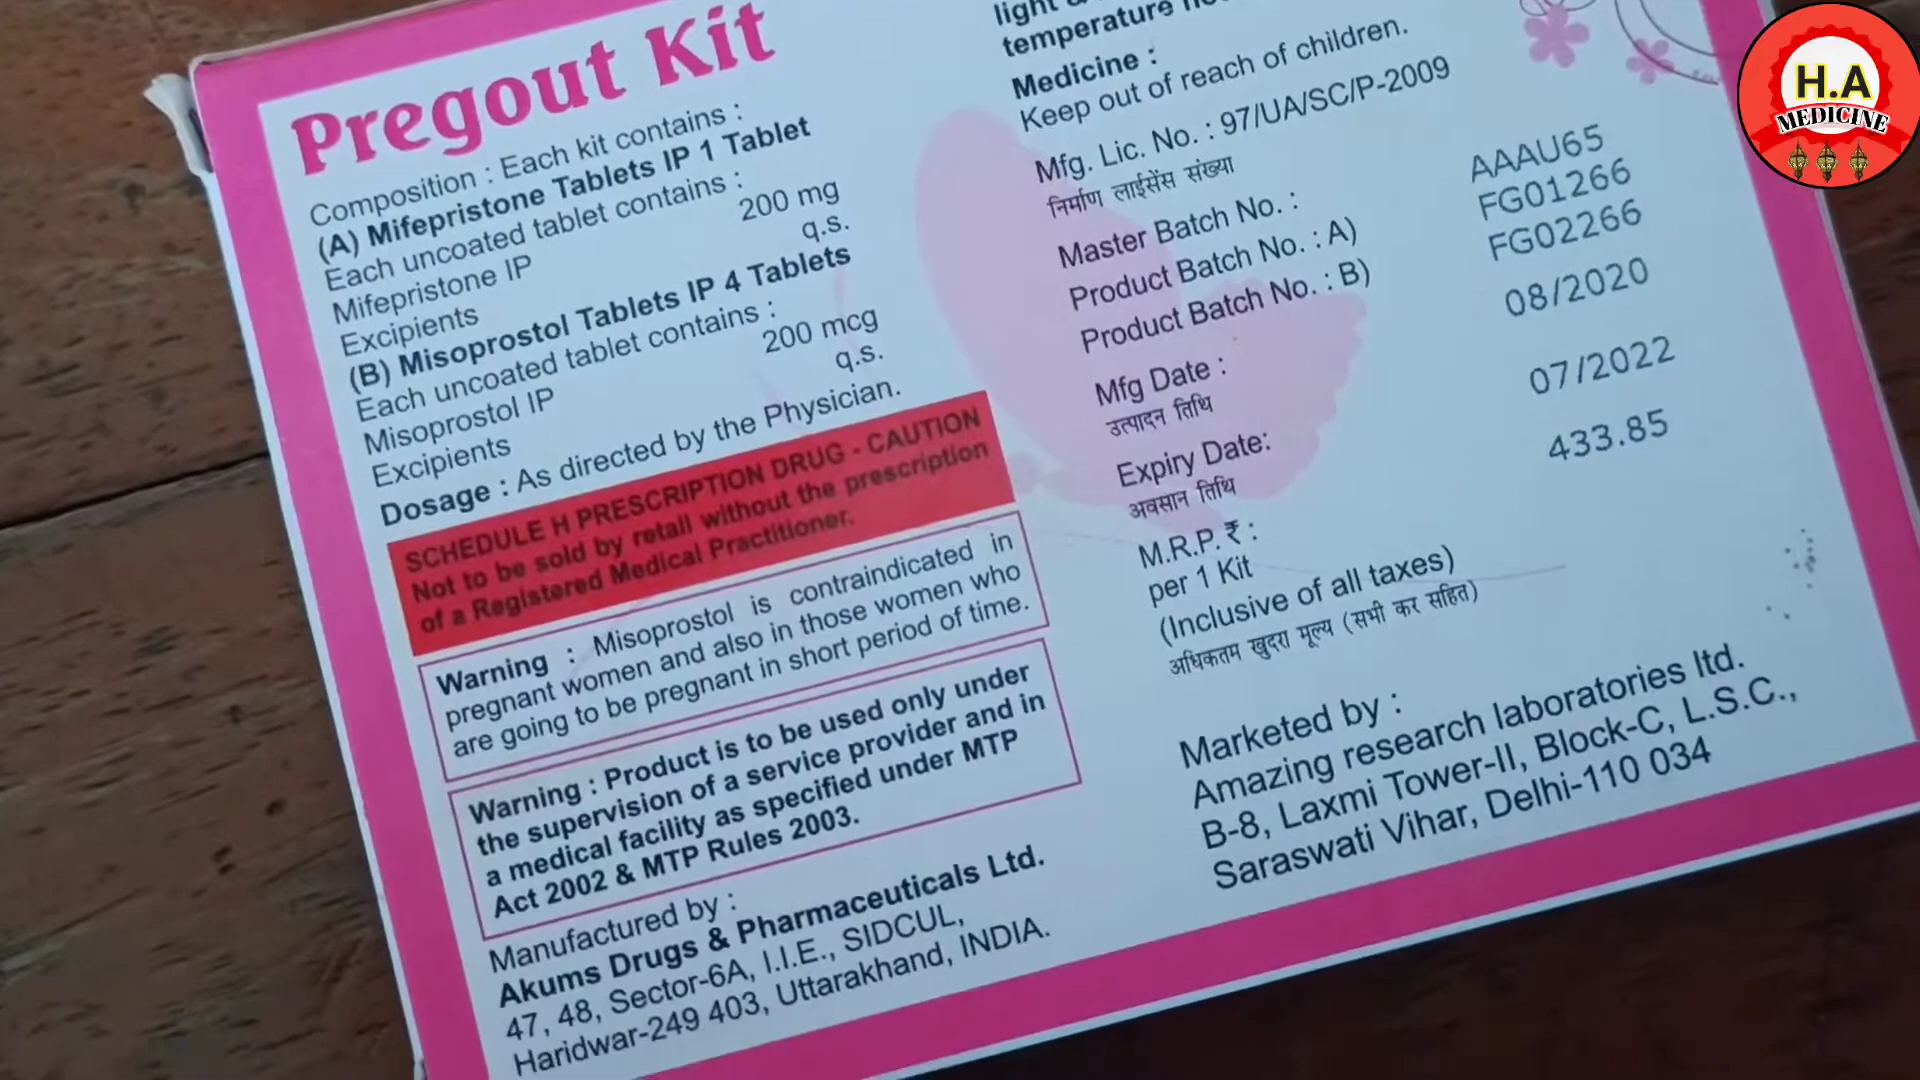 Pregout Kit
Composition : Each kit contains :
(A) Mifepristone Tablets IP 1 Tablet
Each uncoated tablet contains :
Mifepristone IP 200 mg
Excipients q.s.
(B) Misoprostol Tablets IP 4 Tablets
Each uncoated tablet contains :
Misoprostol IP 200 mcg
Excipients q.s.
Dosage : As directed by the Physician.
SCHEDULE H PRESCRIPTION DRUG - CAUTION
Not to be sold by retail without the prescription
of a Registered Medical Practitioner.
Warning : Misoprostol is contraindicated in
pregnant women and also in those women who
are going to be pregnant in short period of time.
Warning : Product is to be used only under
the supervision of a service provider and in
a medical facility as specified under MTP
Act 2002 & MTP Rules 2003.
Manufactured by :
Akums Drugs & Pharmaceuticals Ltd.
47, 48, Sector-6A, I.I.E., SIDCUL,
Haridwar-249 403, Uttarakhand, INDIA.
light
temperature
Medicine :
Keep out of reach of children.
Mfg. Lic. No. : 97/UA/SC/P-2009
निर्माण लाईसेंस संख्या
Master Batch No. : AAAU65
Product Batch No. : A) FG01266
Product Batch No. : B) FG02266
Mfg Date : 08/2020
उत्पादन तिथि
Expiry Date: 07/2022
अवसान तिथि
M.R.P. ₹ : 433.85
per 1 Kit
(Inclusive of all taxes)
अधिकतम खुदरा मूल्य (सभी कर सहित)
Marketed by :
Amazing research laboratories ltd.
B-8, Laxmi Tower-II, Block-C, L.S.C.,
Saraswati Vihar, Delhi-110 034
H.A
MEDICINE